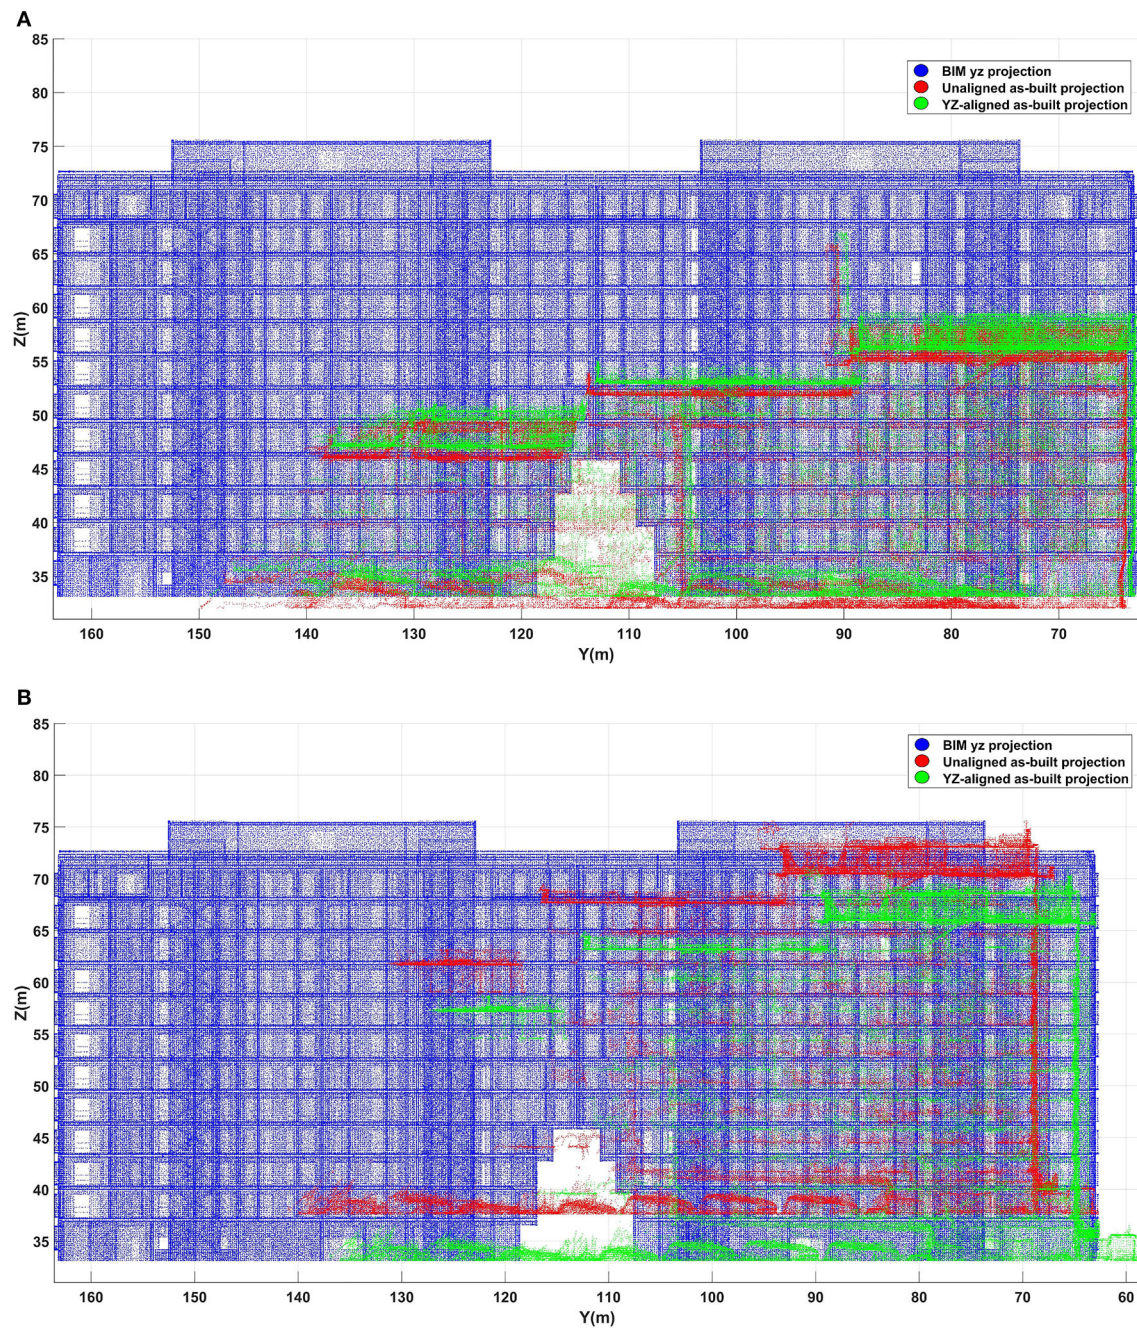 A
85
80
75
70
65
60
55
50
45
40
35
Z(m)
BIM yz projection
Unaligned as-built projection
YZ-aligned as-built projection
160 150 140 130 120 110 100 90 80 70
Y(m)
B
85
80
75
70
65
60
55
50
45
40
35
Z(m)
BIM yz projection
Unaligned as-built projection
YZ-aligned as-built projection
160 150 140 130 120 110 100 90 80 70 60
Y(m)